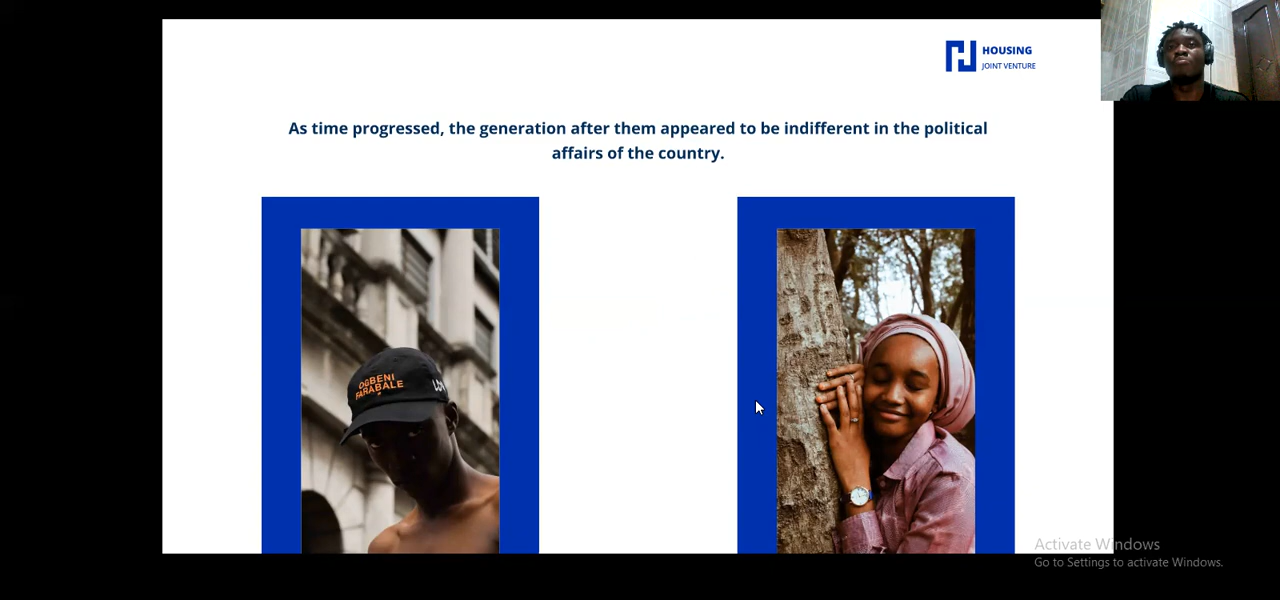 HOUSING
JOINT VENTURE
As time progressed, the generation after them appeared to be indifferent in the political
affairs of the country.
OGBENI
FARABALE
Activate Windows
Go to Settings to activate Windows.